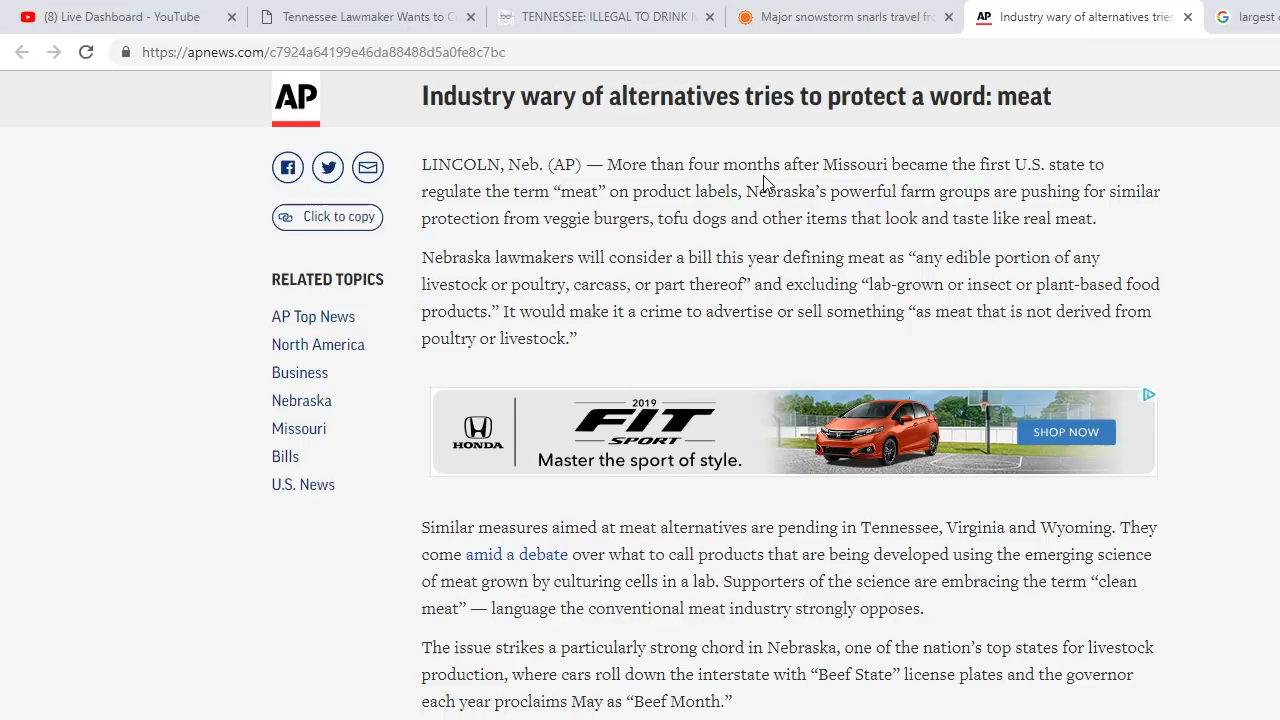 (8) Live Dashboard - YouTube
Tennessee Lawmaker Wants to C
TENNESSEE: ILLEGAL TO DRINK
Major snowstorm snarls travel fr
AP Industry wary of alternatives tries
largest
https://apnews.com/c7924a64199e46da88488d5a0fe8c7bc
AP
Industry wary of alternatives tries to protect a word: meat
Click to copy
RELATED TOPICS
AP Top News
North America
Business
Nebraska
Missouri
Bills
U.S. News
LINCOLN, Neb. (AP) — More than four months after Missouri became the first U.S. state to
regulate the term “meat” on product labels, Nebraska’s powerful farm groups are pushing for similar
protection from veggie burgers, tofu dogs and other items that look and taste like real meat.
Nebraska lawmakers will consider a bill this year defining meat as “any edible portion of any
livestock or poultry, carcass, or part thereof” and excluding “lab-grown or insect or plant-based food
products.” It would make it a crime to advertise or sell something “as meat that is not derived from
poultry or livestock.”
HONDA
2019
FIT
SPORT
Master the sport of style.
SHOP NOW
Similar measures aimed at meat alternatives are pending in Tennessee, Virginia and Wyoming. They
come amid a debate over what to call products that are being developed using the emerging science
of meat grown by culturing cells in a lab. Supporters of the science are embracing the term “clean
meat” — language the conventional meat industry strongly opposes.
The issue strikes a particularly strong chord in Nebraska, one of the nation’s top states for livestock
production, where cars roll down the interstate with “Beef State” license plates and the governor
each year proclaims May as “Beef Month.”